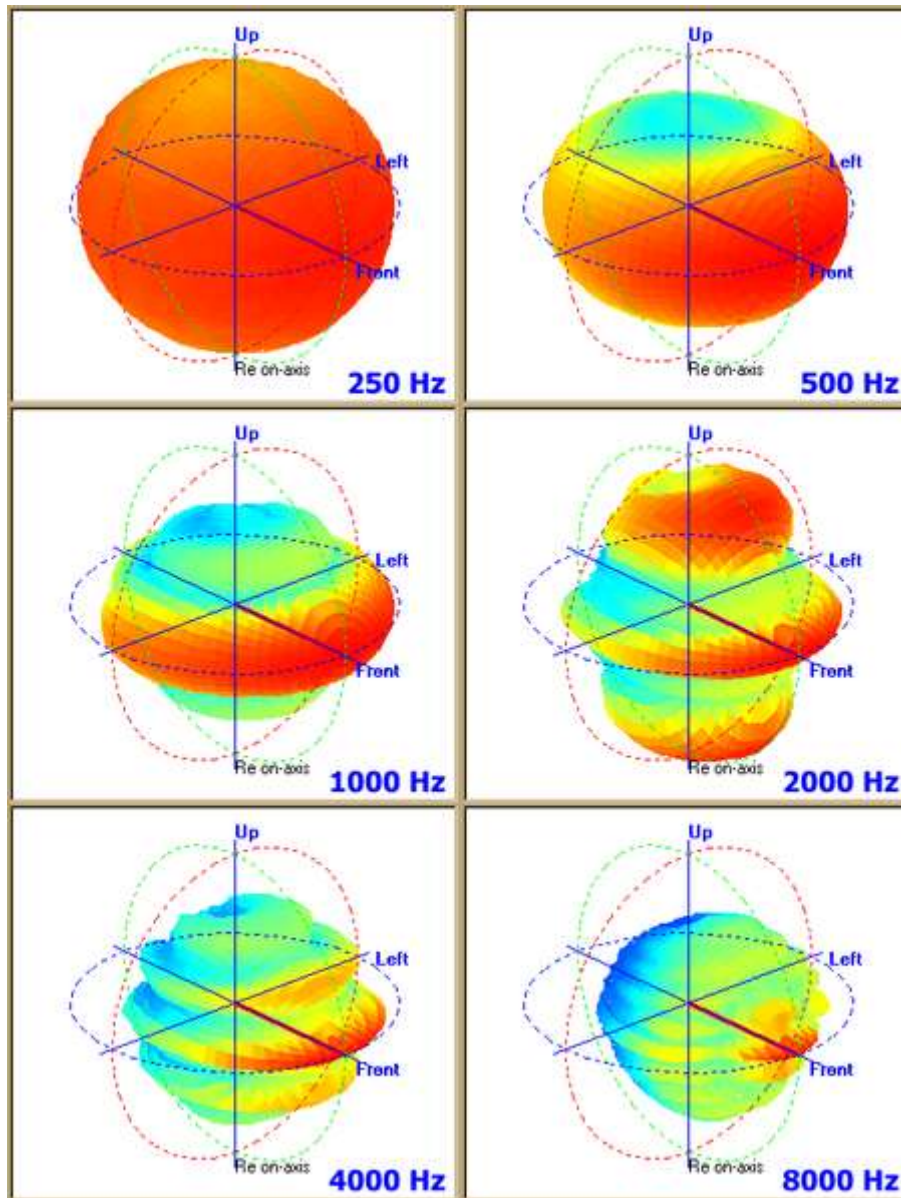 Up
Left
Front
Re on-axis
250 Hz
Up
Left
Front
Re on-axis
500 Hz
Up
Left
Front
Re on-axis
1000 Hz
Up
Left
Front
Re on-axis
2000 Hz
Up
Left
Front
Re on-axis
4000 Hz
Up
Left
Front
Re on-axis
8000 Hz